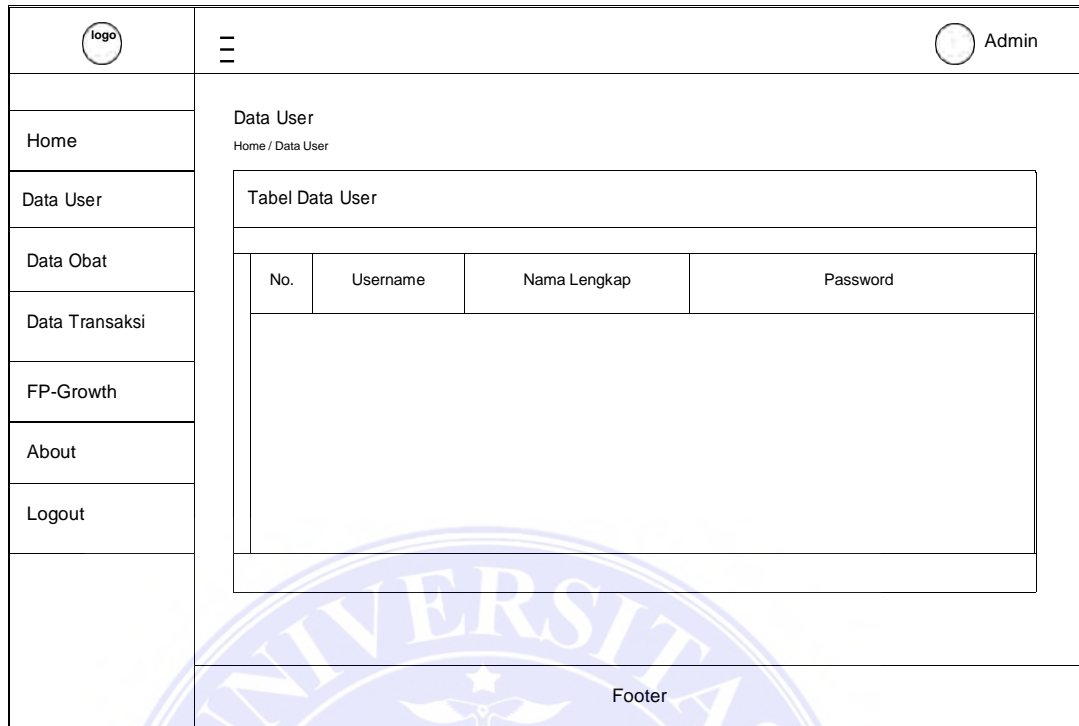 logo
Admin
Home
Data User
Data Obat
Data Transaksi
FP-Growth
About
Logout
Data User
Home / Data User
Tabel Data User
No. Username Nama Lengkap Password
Footer
UNIVERSITA